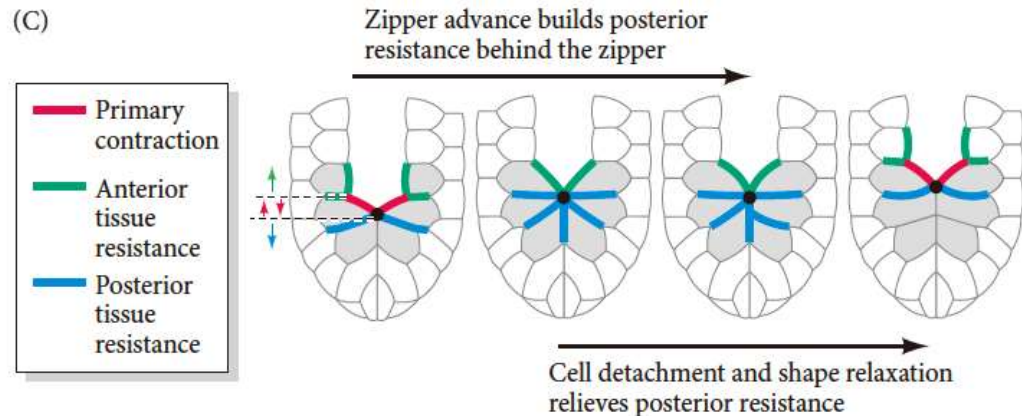 (C)
Zipper advance builds posterior
resistance behind the zipper
Primary
contraction
Anterior
tissue
resistance
Posterior
tissue
resistance
Cell detachment and shape relaxation
relieves posterior resistance